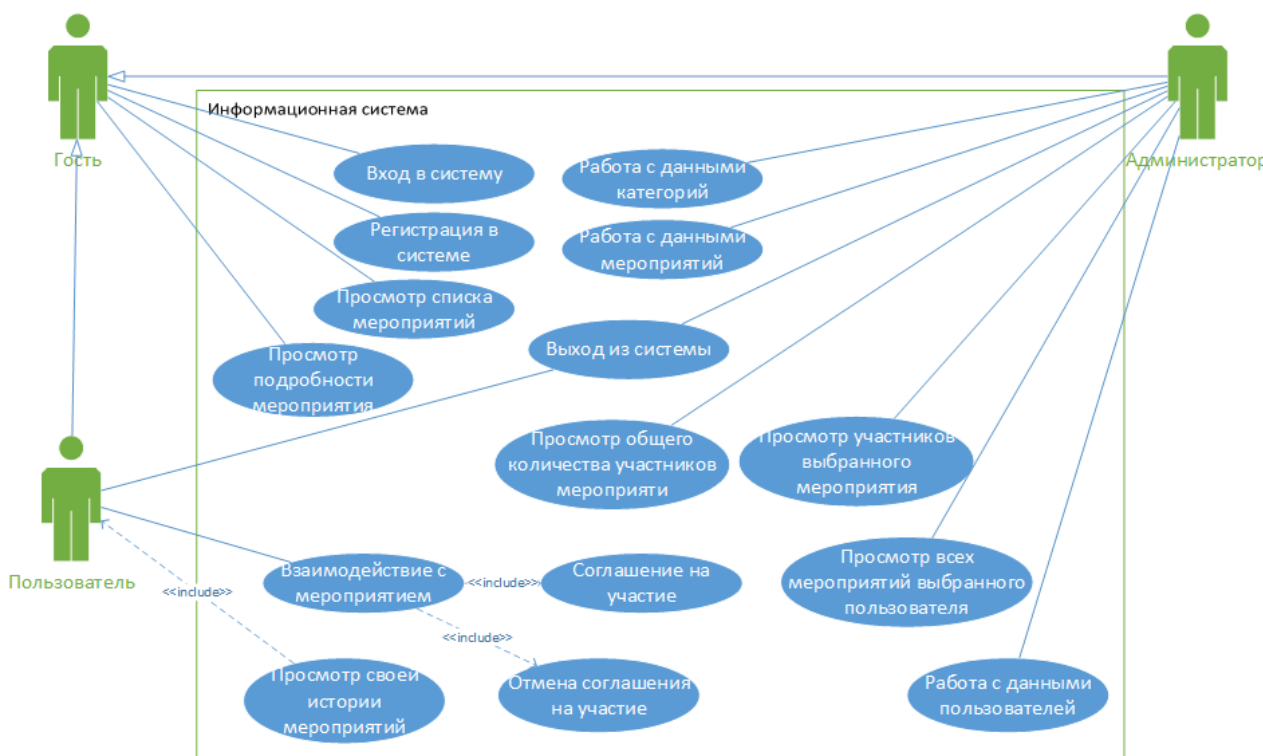 Информационная система
Гость
Администратор
Вход в систему
Работа с данными
категорий
Регистрация в
системе
Работа с данными
мероприятий
Просмотр списка
мероприятий
Выход из системы
Просмотр
подробности
мероприятия
Просмотр общего
количества участников
мероприяти
Просмотр участников
выбранного
мероприятия
Пользователь
<<include>>
Взаимодействие с
мероприятием
<<include>>
Соглашение на
участие
Просмотр всех
мероприятий выбранного
пользователя
<<include>>
Просмотр своей
истории
мероприятий
Отмена соглашения
на участие
Работа с данными
пользователей